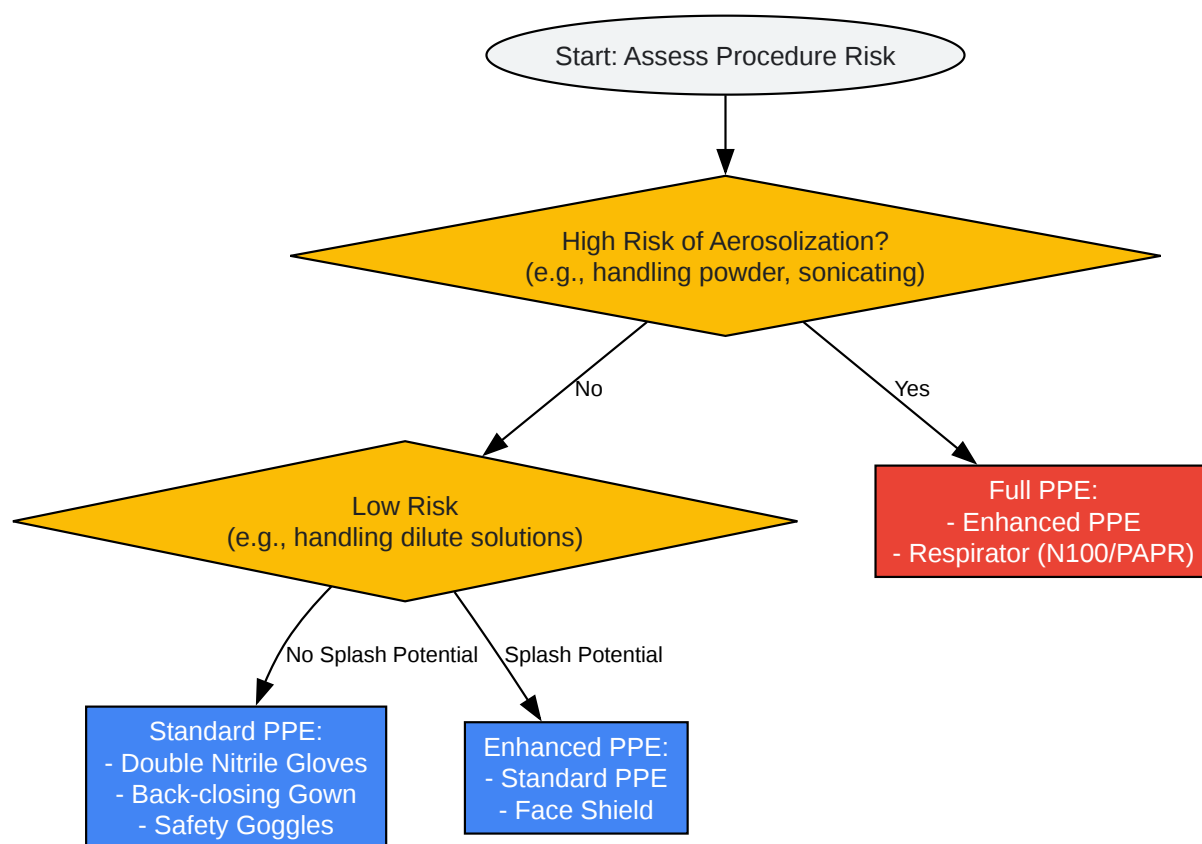 Start: Assess Procedure Risk
High Risk of Aerosolization?
(e.g., handling powder, sonicating)
No
Yes
Low Risk
(e.g., handling dilute solutions)
Full PPE:
- Enhanced PPE
- Respirator (N100/PAPR)
No Splash Potential
Splash Potential
Standard PPE:
- Double Nitrile Gloves
- Back-closing Gown
- Safety Goggles
Enhanced PPE:
- Standard PPE
- Face Shield